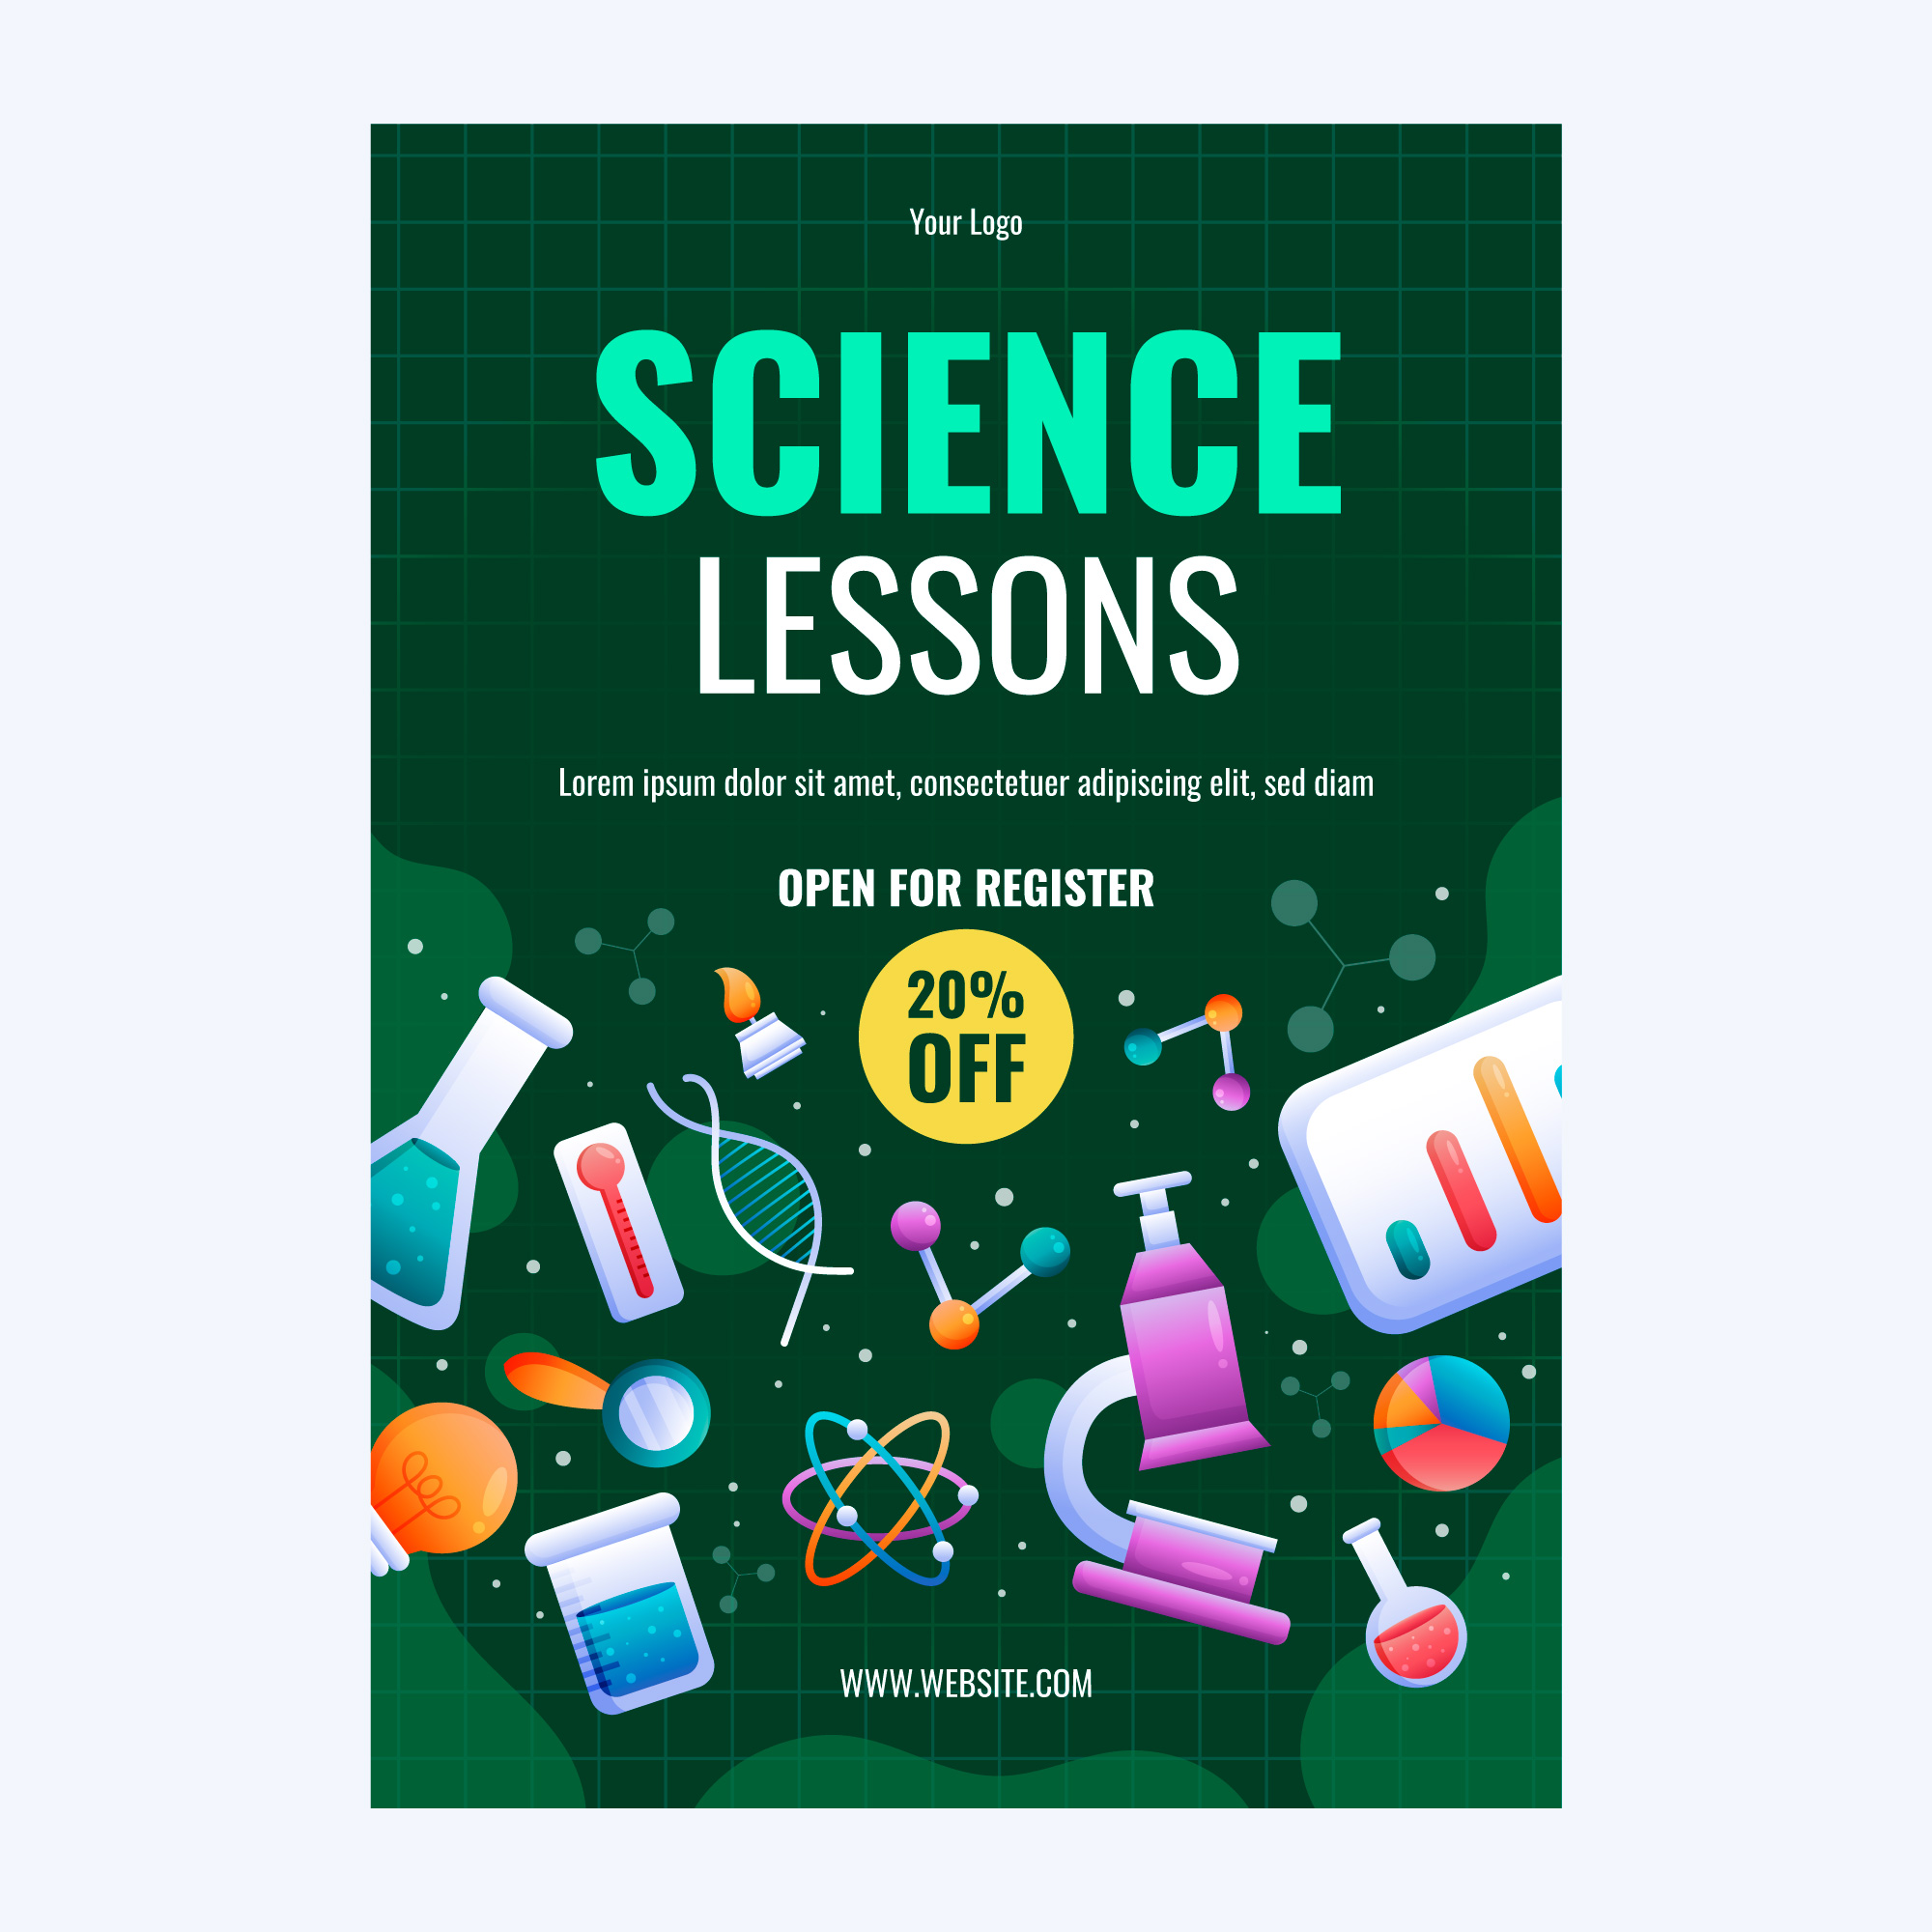 Your Logo
SCIENCE
LESSONS
Lorem ipsum dolor sit amet, consectetuer adipiscing elit, sed diam
OPEN FOR REGISTER
20%
OFF
WWW.WEBSITE.COM